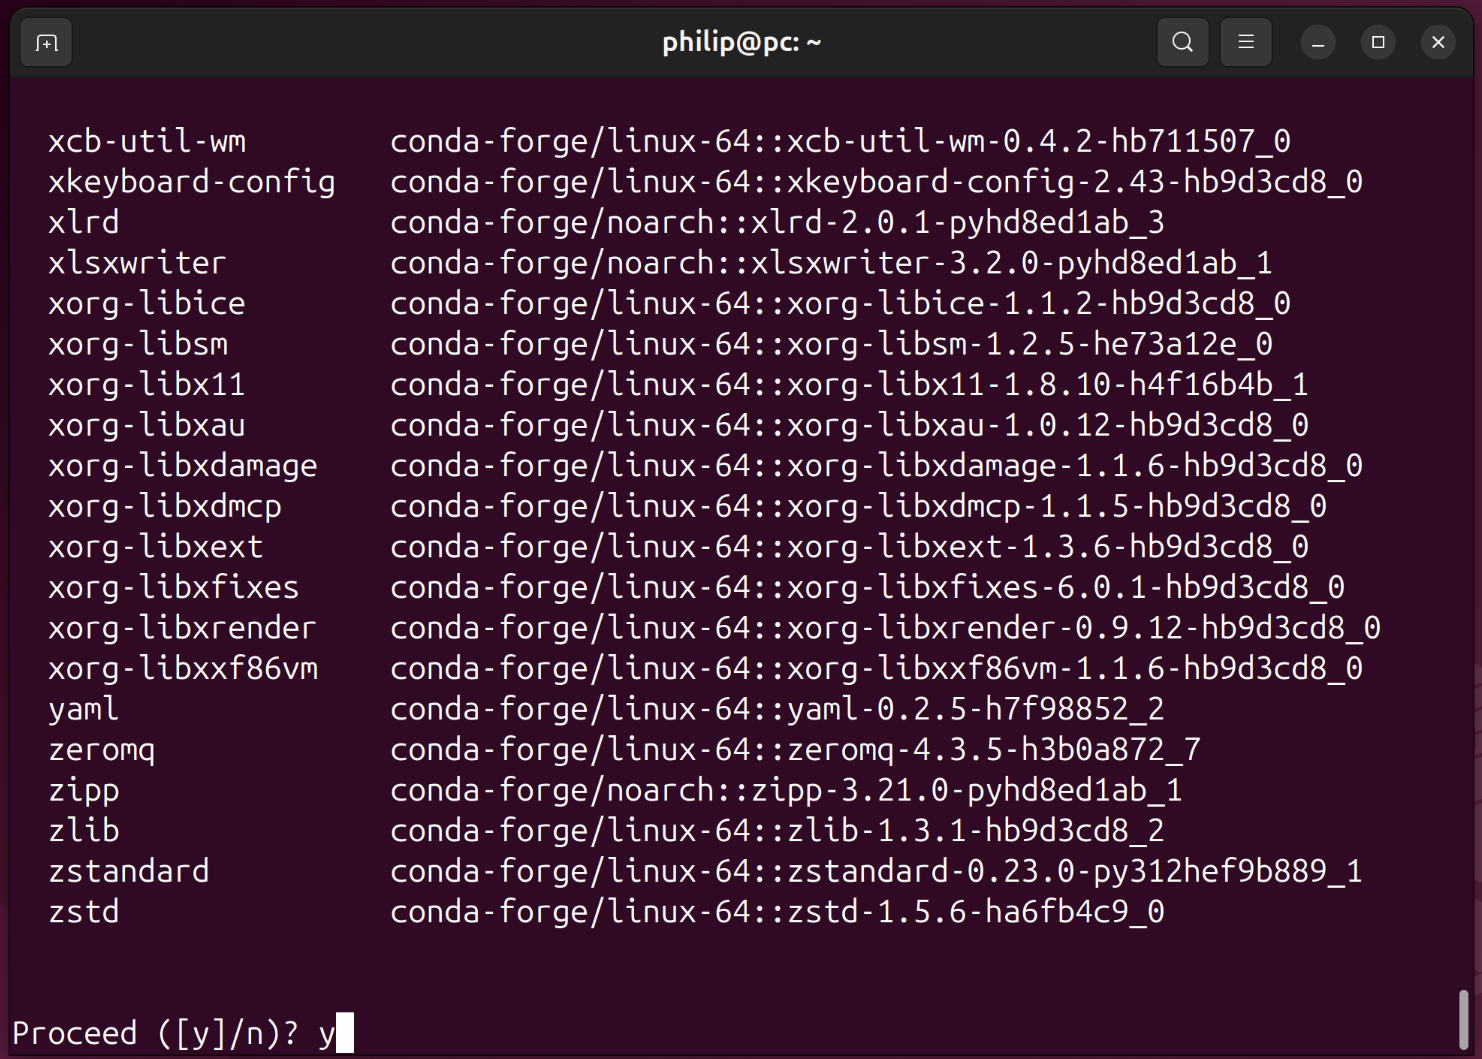 philip@pc: ~
xcb-util-wm conda-forge/linux-64::xcb-util-wm-0.4.2-hb711507_0
xkeyboard-config conda-forge/linux-64::xkeyboard-config-2.43-hb9d3cd8_0
xlrd conda-forge/noarch::xlrd-2.0.1-pyhd8ed1ab_3
xlsxwriter conda-forge/noarch::xlsxwriter-3.2.0-pyhd8ed1ab_1
xorg-libice conda-forge/linux-64::xorg-libice-1.1.2-hb9d3cd8_0
xorg-libsm conda-forge/linux-64::xorg-libsm-1.2.5-he73a12e_0
xorg-libx11 conda-forge/linux-64::xorg-libx11-1.8.10-h4f16b4b_1
xorg-libxau conda-forge/linux-64::xorg-libxau-1.0.12-hb9d3cd8_0
xorg-libxdamage conda-forge/linux-64::xorg-libxdamage-1.1.6-hb9d3cd8_0
xorg-libxdmcp conda-forge/linux-64::xorg-libxdmcp-1.1.5-hb9d3cd8_0
xorg-libxext conda-forge/linux-64::xorg-libxext-1.3.6-hb9d3cd8_0
xorg-libxfixes conda-forge/linux-64::xorg-libxfixes-6.0.1-hb9d3cd8_0
xorg-libxrender conda-forge/linux-64::xorg-libxrender-0.9.12-hb9d3cd8_0
xorg-libxxf86vm conda-forge/linux-64::xorg-libxxf86vm-1.1.6-hb9d3cd8_0
yaml conda-forge/linux-64::yaml-0.2.5-h7f98852_2
zeromq conda-forge/linux-64::zeromq-4.3.5-h3b0a872_7
zipp conda-forge/noarch::zipp-3.21.0-pyhd8ed1ab_1
zlib conda-forge/linux-64::zlib-1.3.1-hb9d3cd8_2
zstandard conda-forge/linux-64::zstandard-0.23.0-py312hef9b889_1
zstd conda-forge/linux-64::zstd-1.5.6-ha6fb4c9_0
Proceed ([y]/n)? y